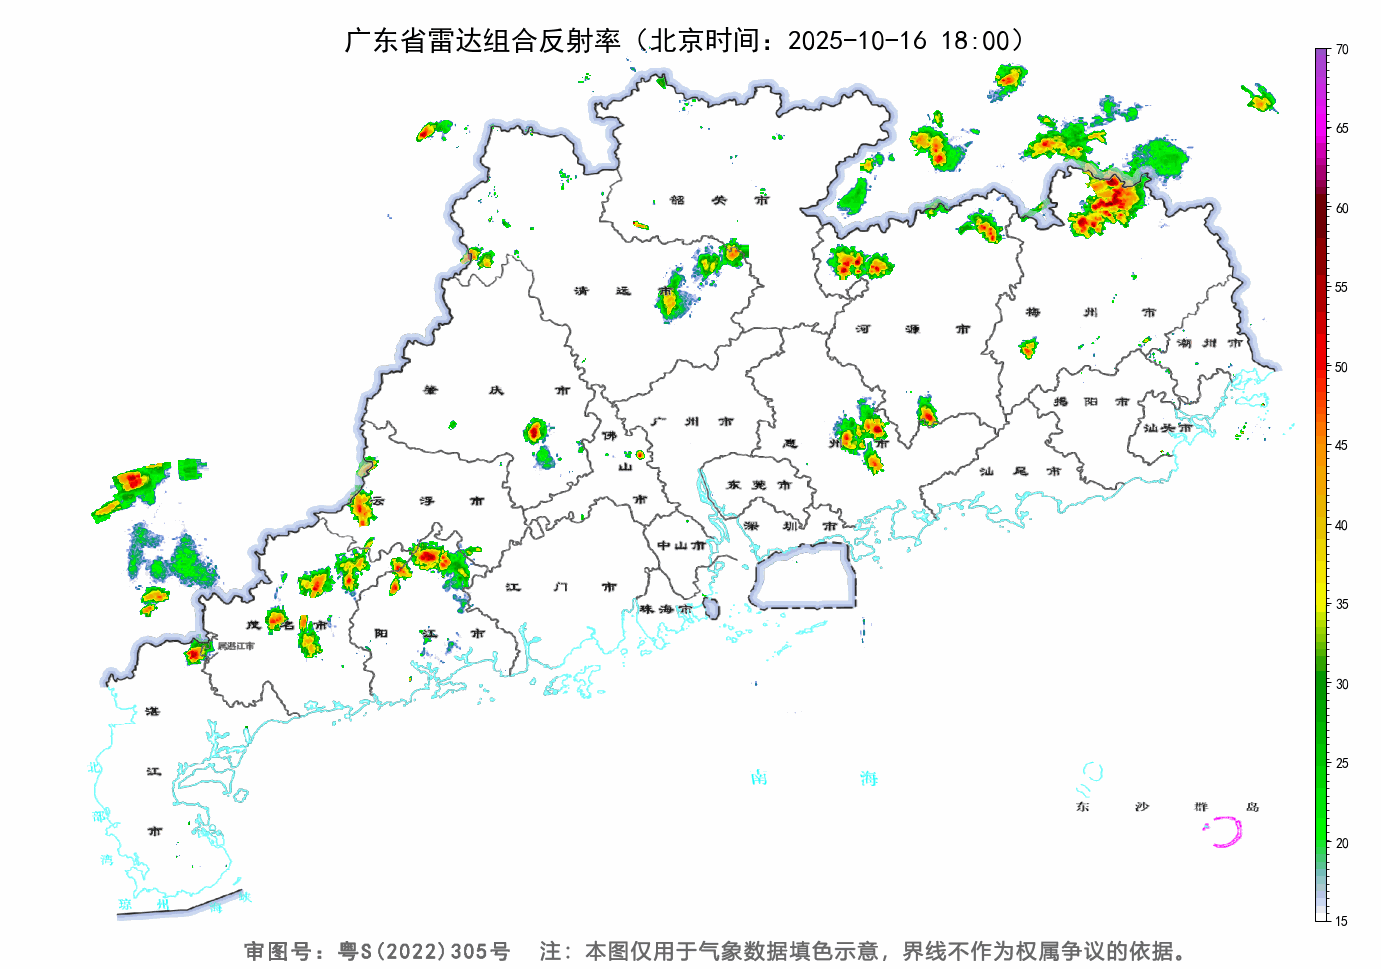 广东省雷达组合反射率（北京时间：2025-10-16 18:00）
70
65
60
55
50
45
40
35
30
25
20
15
韶关市
清远市
梅州市
河源市
潮州市
肇庆市
揭阳市
广州市
汕头市
佛山市
惠州市
汕尾市
东莞市
云浮市
深圳市
中山市
江门市
珠海市
茂名市
阳江市
属湛江市
湛江市
北部湾
南海
东沙群岛
琼州海峡
审图号：粤S(2022)305号 注：本图仅用于气象数据填色示意，界线不作为权属争议的依据。